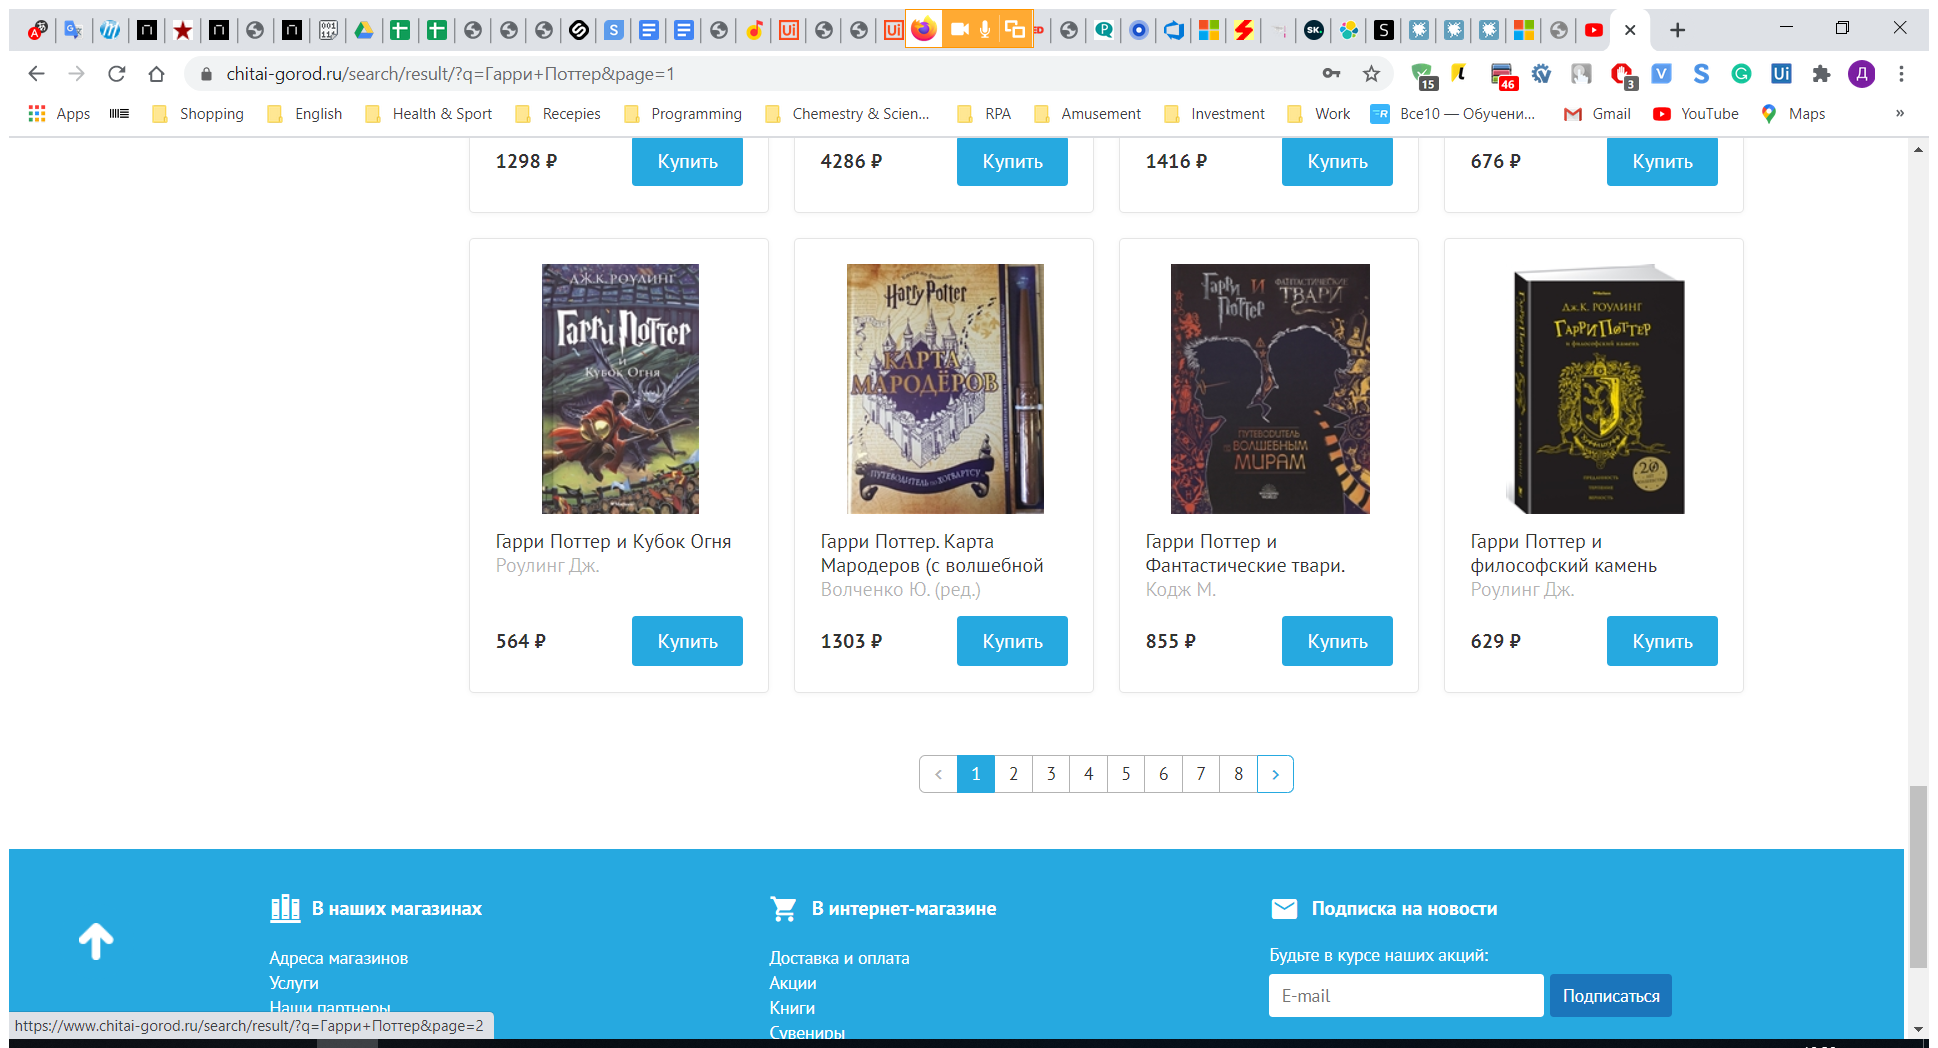 chitai-gorod.ru/search/result/?q=Гарри+Поттер&page=1
15
46
3
Д
Apps
Shopping
English
Health & Sport
Recepies
Programming
Chemestry & Scien...
RPA
Amusement
Investment
Work
Все10 — Обучени...
Gmail
YouTube
Maps
»
1298 ₽
Купить
4286 ₽
Купить
1416 ₽
Купить
676 ₽
Купить
ДЖ.К. РОУЛИНГ
Гарри Поттер
и
Кубок Огня
Harry Potter
КАРТА
МАРОДЁРОВ
ПУТЕВОДИТЕЛЬ ПО ХОГВАРТСУ
Гарри Поттер И ФАНТАСТИЧЕСКИЕ ТВАРИ
ПУТЕВОДИТЕЛЬ
ПО ВОЛШЕБНЫМ
МИРАМ
Дж.К. РОУЛИНГ
Гарри Поттер
и философский камень
20
Гарри Поттер и Кубок Огня
Роулинг Дж.
564 ₽
Купить
Гарри Поттер. Карта
Мародеров (с волшебной
Волченко Ю. (ред.)
1303 ₽
Купить
Гарри Поттер и
Фантастические твари.
Кодж М.
855 ₽
Купить
Гарри Поттер и
философский камень
Роулинг Дж.
629 ₽
Купить
< 1 2 3 4 5 6 7 8 >
В наших магазинах
Адреса магазинов
Услуги
Наши партнеры
В интернет-магазине
Доставка и оплата
Акции
Книги
Сувениры
Подписка на новости
Будьте в курсе наших акций:
E-mail
Подписаться
https://www.chitai-gorod.ru/search/result/?q=Гарри+Поттер&page=2